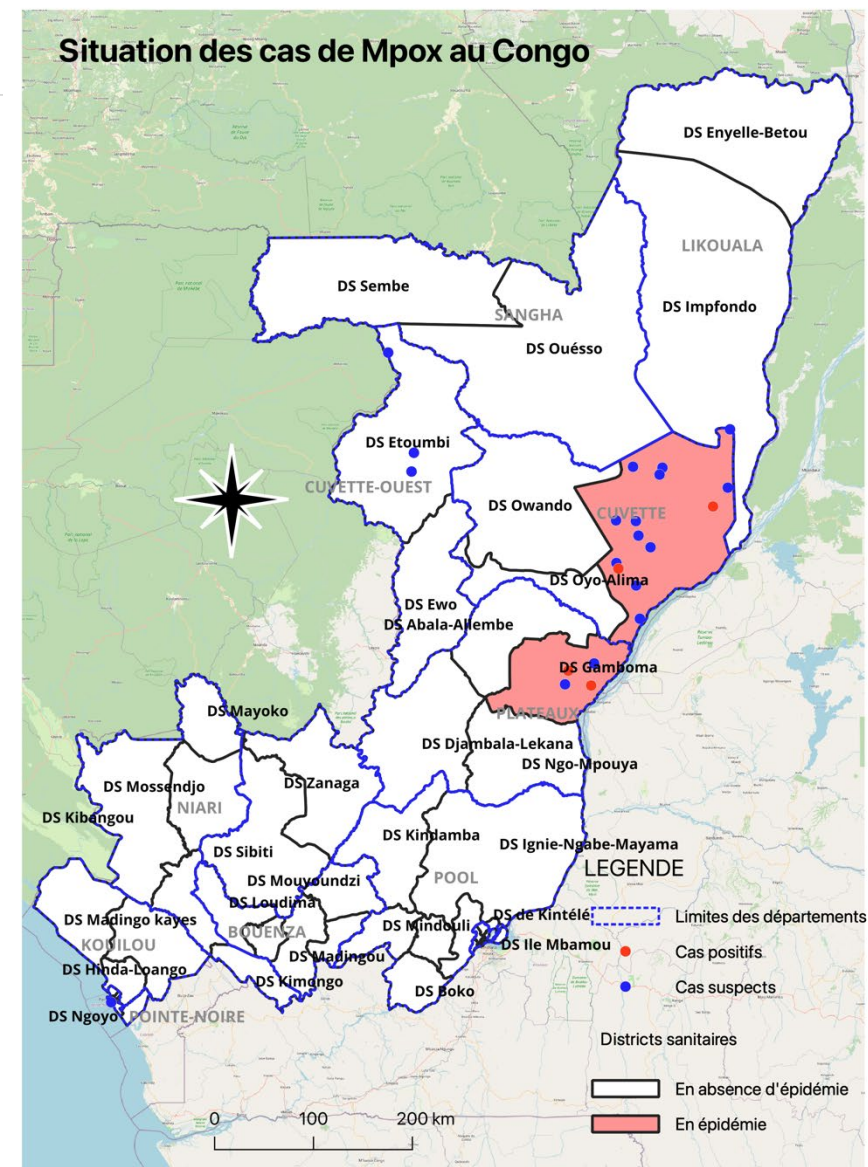 Situation des cas de Mpox au Congo
DS Enyelle-Betou
LIKOUALA
DS Sembe
DS Impfondo
SANGHA
DS Ouésso
DS Etoumbi
CUVETTE-OUEST
DS Owando
CUVETTE
DS Oyo-Alima
DS Ewo
DS Abala-Allembe
DS Gamboma
PLATEAUX
DS Mayoko
DS Djambala-Lekana
DS Ngo-Mpouya
DS Mossendjo
DS Zanaga
NIARI
DS Kibangou
DS Kindamba
DS Ignie-Ngabe-Mayama
DS Sibiti
LEGENDE
DS Mouyoundzi
POOL
DS Loudima
DS Madingo kayes
DS de Kintélé
Limites des départements
DS Mindouli
BOUENZA
KOUILOU
DS Ile Mbamou
DS Madingou
Cas positifs
DS Hinda-Loango
DS Kimongo
DS Boko
Cas suspects
DS Ngoyo
POINTE-NOIRE
Districts sanitaires
En absence d'épidémie
En épidémie
0 100 200 km